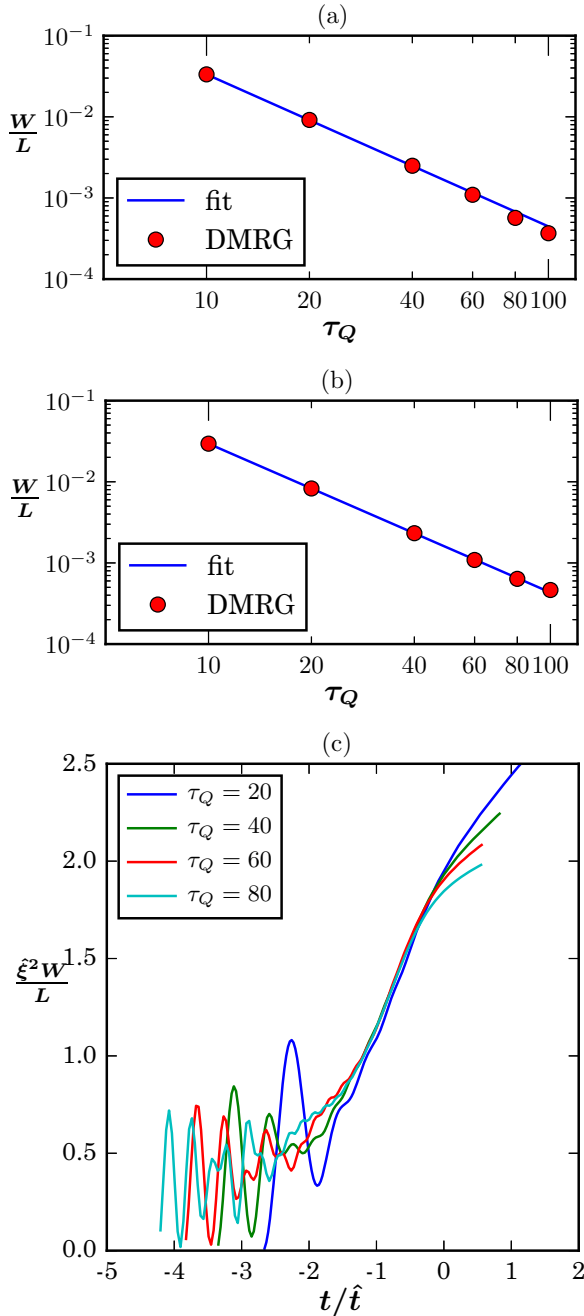 (a)
10⁻¹
10⁻²
10⁻³
10⁻⁴
W/L
fit
DMRG
10 20 40 60 80 100
τ_Q
(b)
10⁻¹
10⁻²
10⁻³
10⁻⁴
W/L
fit
DMRG
10 20 40 60 80 100
τ_Q
(c)
2.5
2.0
1.5
1.0
0.5
0.0
ξ̂²W/L
τ_Q = 20
τ_Q = 40
τ_Q = 60
τ_Q = 80
-5 -4 -3 -2 -1 0 1 2
t/t̂